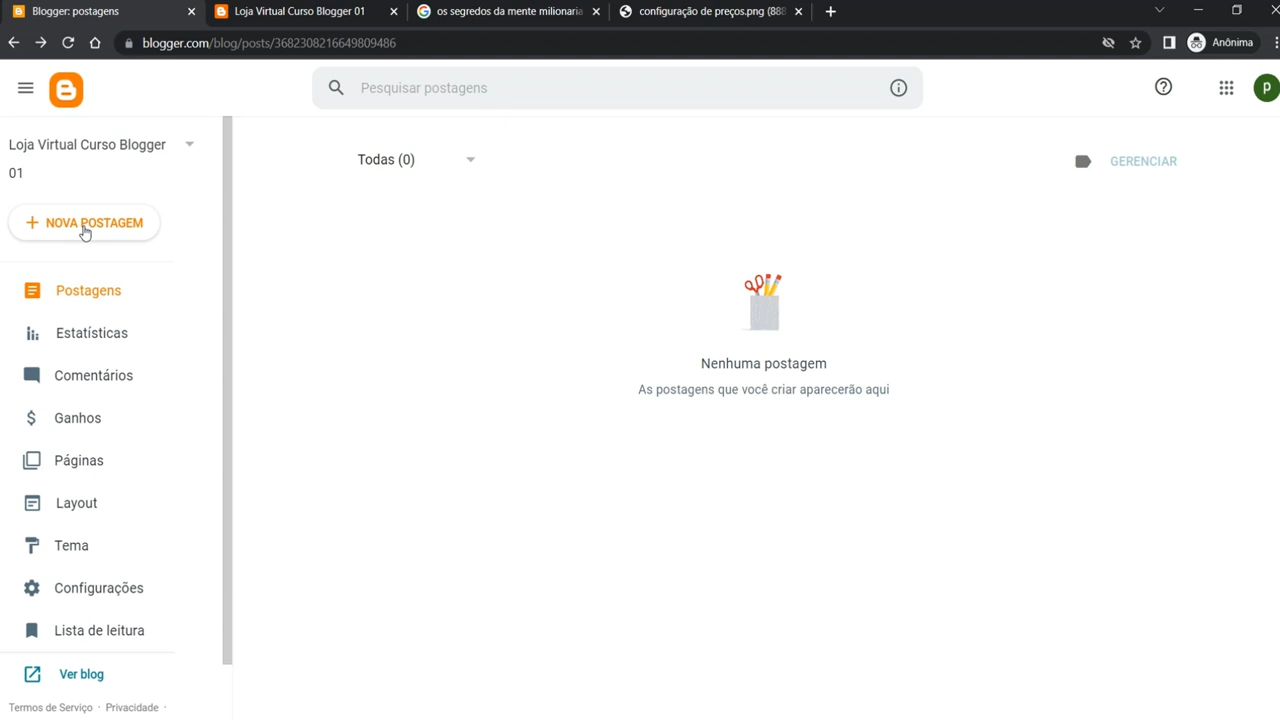 Blogger: postagens
Loja Virtual Curso Blogger 01
os segredos da mente milionaria
configuração de preços.png (888
blogger.com/blog/posts/3682308216649809486
Anônima
Pesquisar postagens
p
Loja Virtual Curso Blogger
01
Todas (0)
GERENCIAR
NOVA POSTAGEM
Postagens
Estatísticas
Comentários
Ganhos
Páginas
Layout
Tema
Configurações
Lista de leitura
Ver blog
Termos de Serviço · Privacidade ·
Nenhuma postagem
As postagens que você criar aparecerão aqui